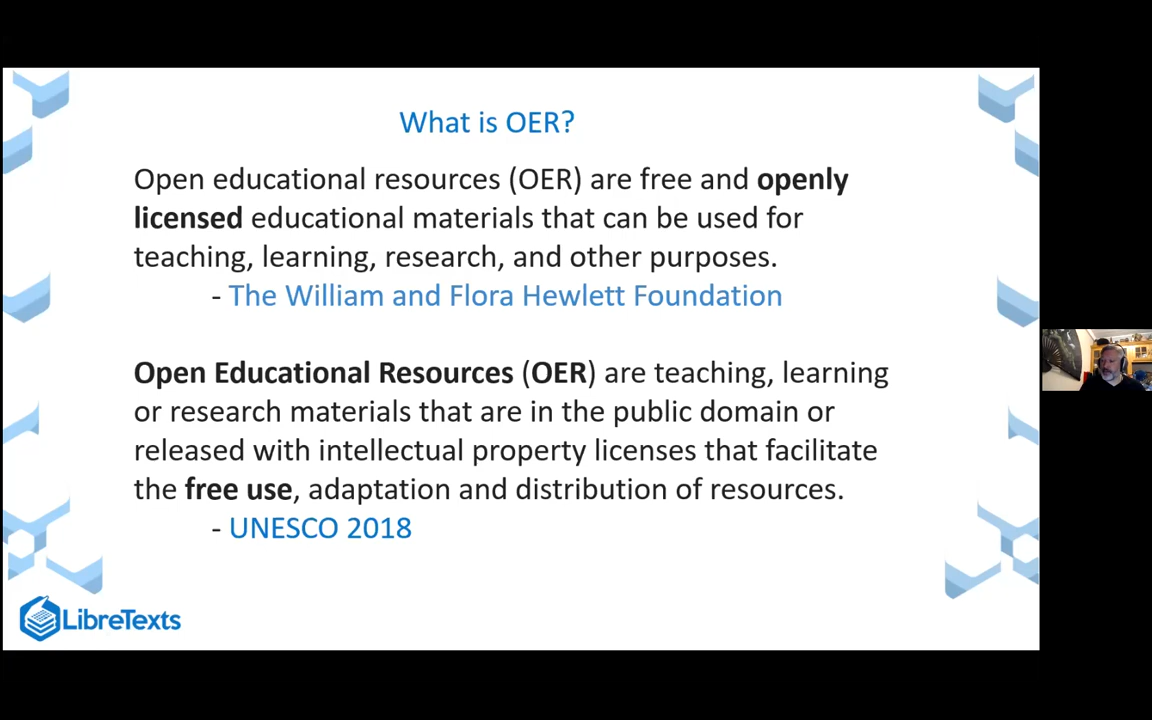 What is OER?
Open educational resources (OER) are free and openly
licensed educational materials that can be used for
teaching, learning, research, and other purposes.
- The William and Flora Hewlett Foundation
Open Educational Resources (OER) are teaching, learning
or research materials that are in the public domain or
released with intellectual property licenses that facilitate
the free use, adaptation and distribution of resources.
- UNESCO 2018
LibreTexts